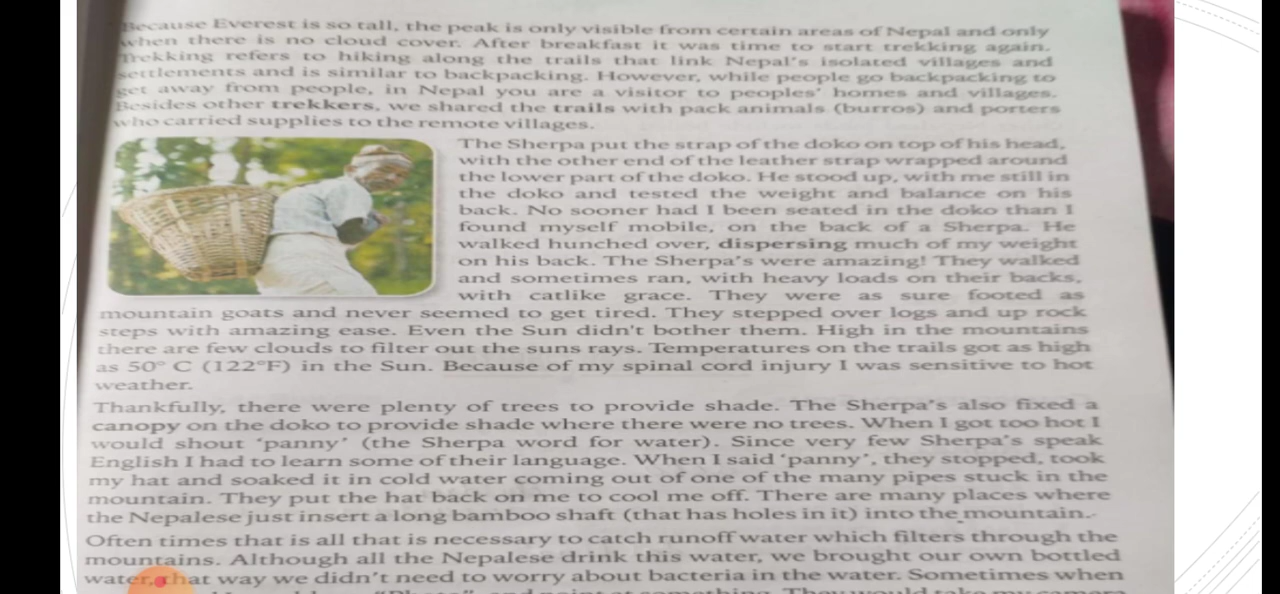 Because Everest is so tall, the peak is only visible from certain areas of Nepal and only
when there is no cloud cover. After breakfast it was time to start trekking again.
Trekking refers to hiking along the trails that link Nepal's isolated villages and
settlements and is similar to backpacking. However, while people go backpacking to
get away from people, in Nepal you are a visitor to peoples' homes and villages.
Besides other trekkers, we shared the trails with pack animals (burros) and porters
who carried supplies to the remote villages.
The Sherpa put the strap of the doko on top of his head,
with the other end of the leather strap wrapped around
the lower part of the doko. He stood up, with me still in
the doko and tested the weight and balance on his
back. No sooner had I been seated in the doko than I
found myself mobile, on the back of a Sherpa. He
walked hunched over, dispersing much of my weight
on his back. The Sherpa's were amazing! They walked
and sometimes ran, with heavy loads on their backs,
with catlike grace. They were as sure footed as
mountain goats and never seemed to get tired. They stepped over logs and up rock
steps with amazing ease. Even the Sun didn't bother them. High in the mountains
there are few clouds to filter out the suns rays. Temperatures on the trails got as high
as 50° C (122°F) in the Sun. Because of my spinal cord injury I was sensitive to hot
weather.
Thankfully, there were plenty of trees to provide shade. The Sherpa's also fixed a
canopy on the doko to provide shade where there were no trees. When I got too hot I
would shout 'panny' (the Sherpa word for water). Since very few Sherpa's speak
English I had to learn some of their language. When I said 'panny', they stopped, took
my hat and soaked it in cold water coming out of one of the many pipes stuck in the
mountain. They put the hat back on me to cool me off. There are many places where
the Nepalese just insert a long bamboo shaft (that has holes in it) into the mountain.
Often times that is all that is necessary to catch runoff water which filters through the
mountains. Although all the Nepalese drink this water, we brought our own bottled
water, that way we didn't need to worry about bacteria in the water. Sometimes when